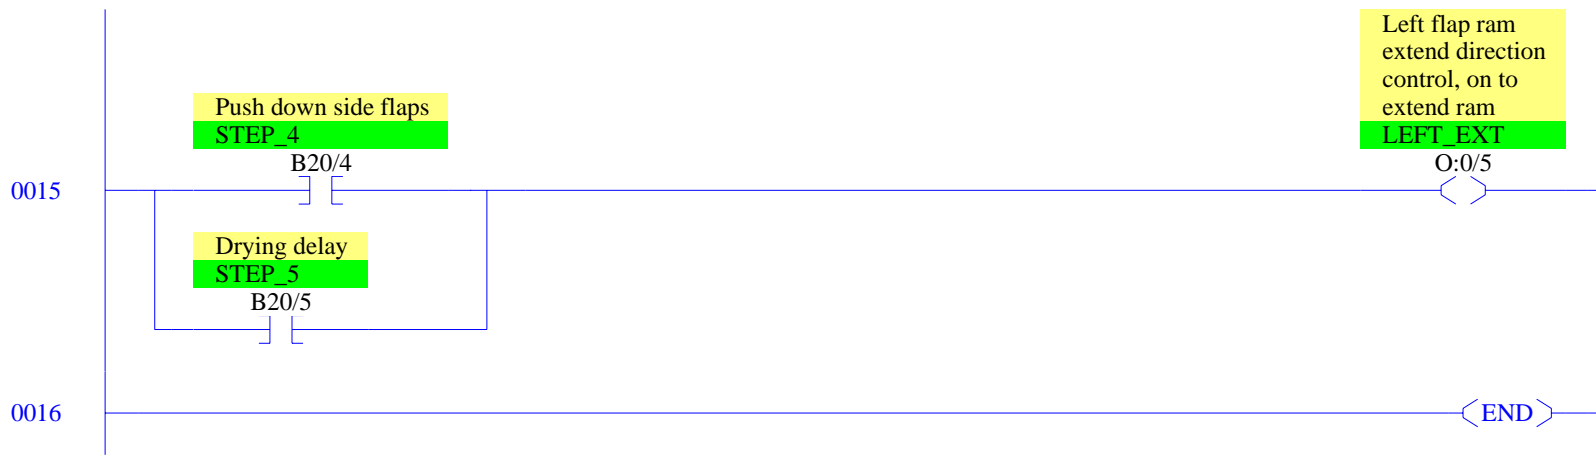 Left flap ram
extend direction
control, on to
extend ram
LEFT_EXT
O:0/5
Push down side flaps
STEP_4
B20/4
0015
Drying delay
STEP_5
B20/5
0016
END